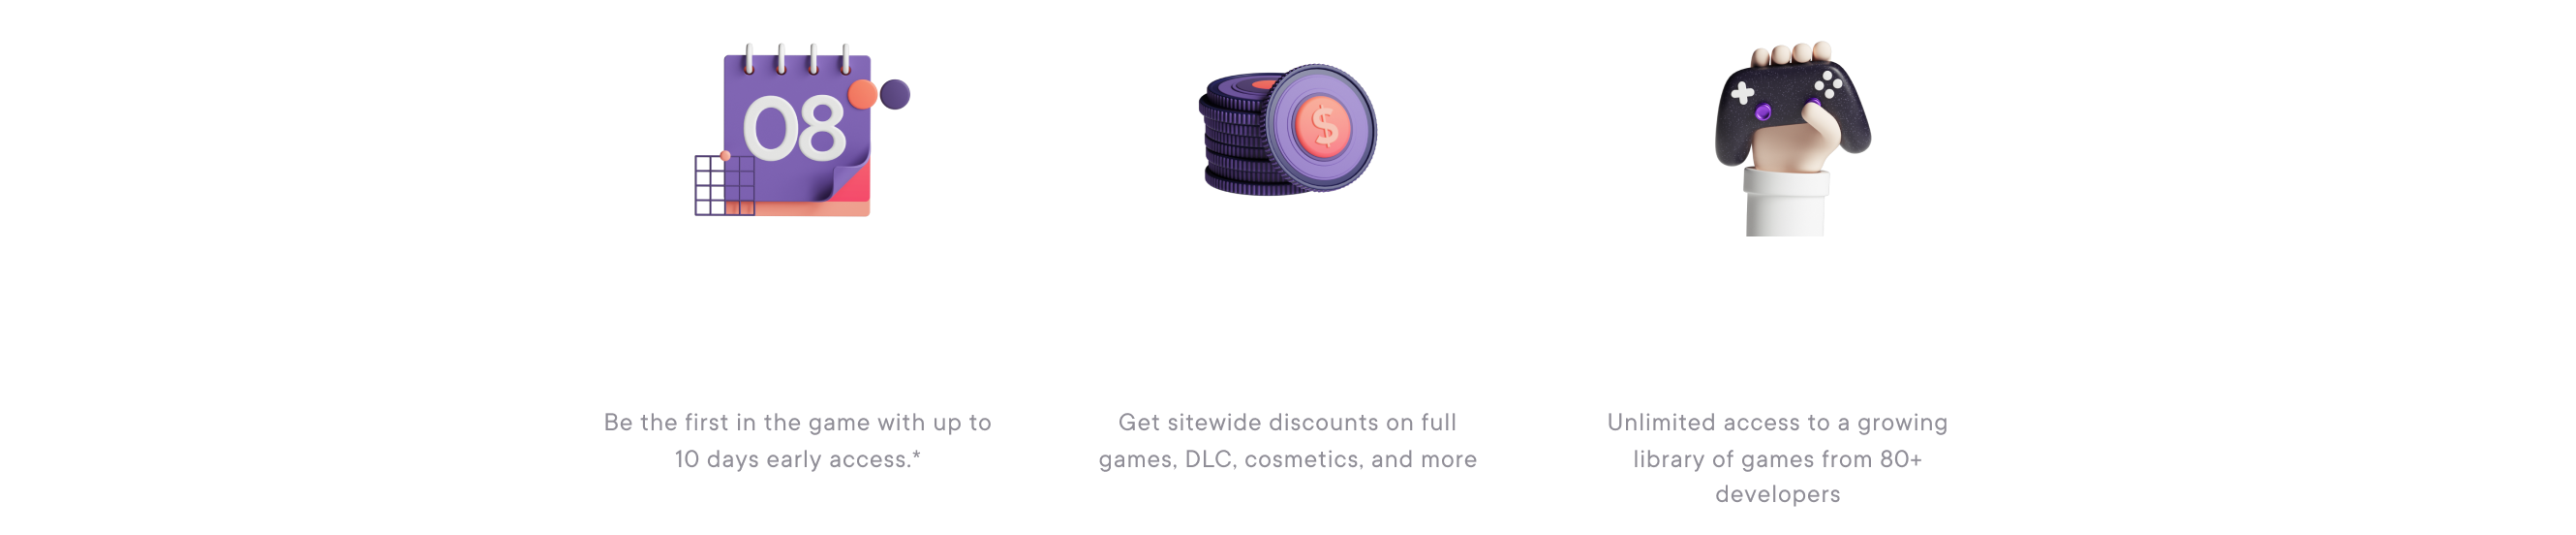 08
$
Be the first in the game with up to
10 days early access.*
Get sitewide discounts on full
games, DLC, cosmetics, and more
Unlimited access to a growing
library of games from 80+
developers